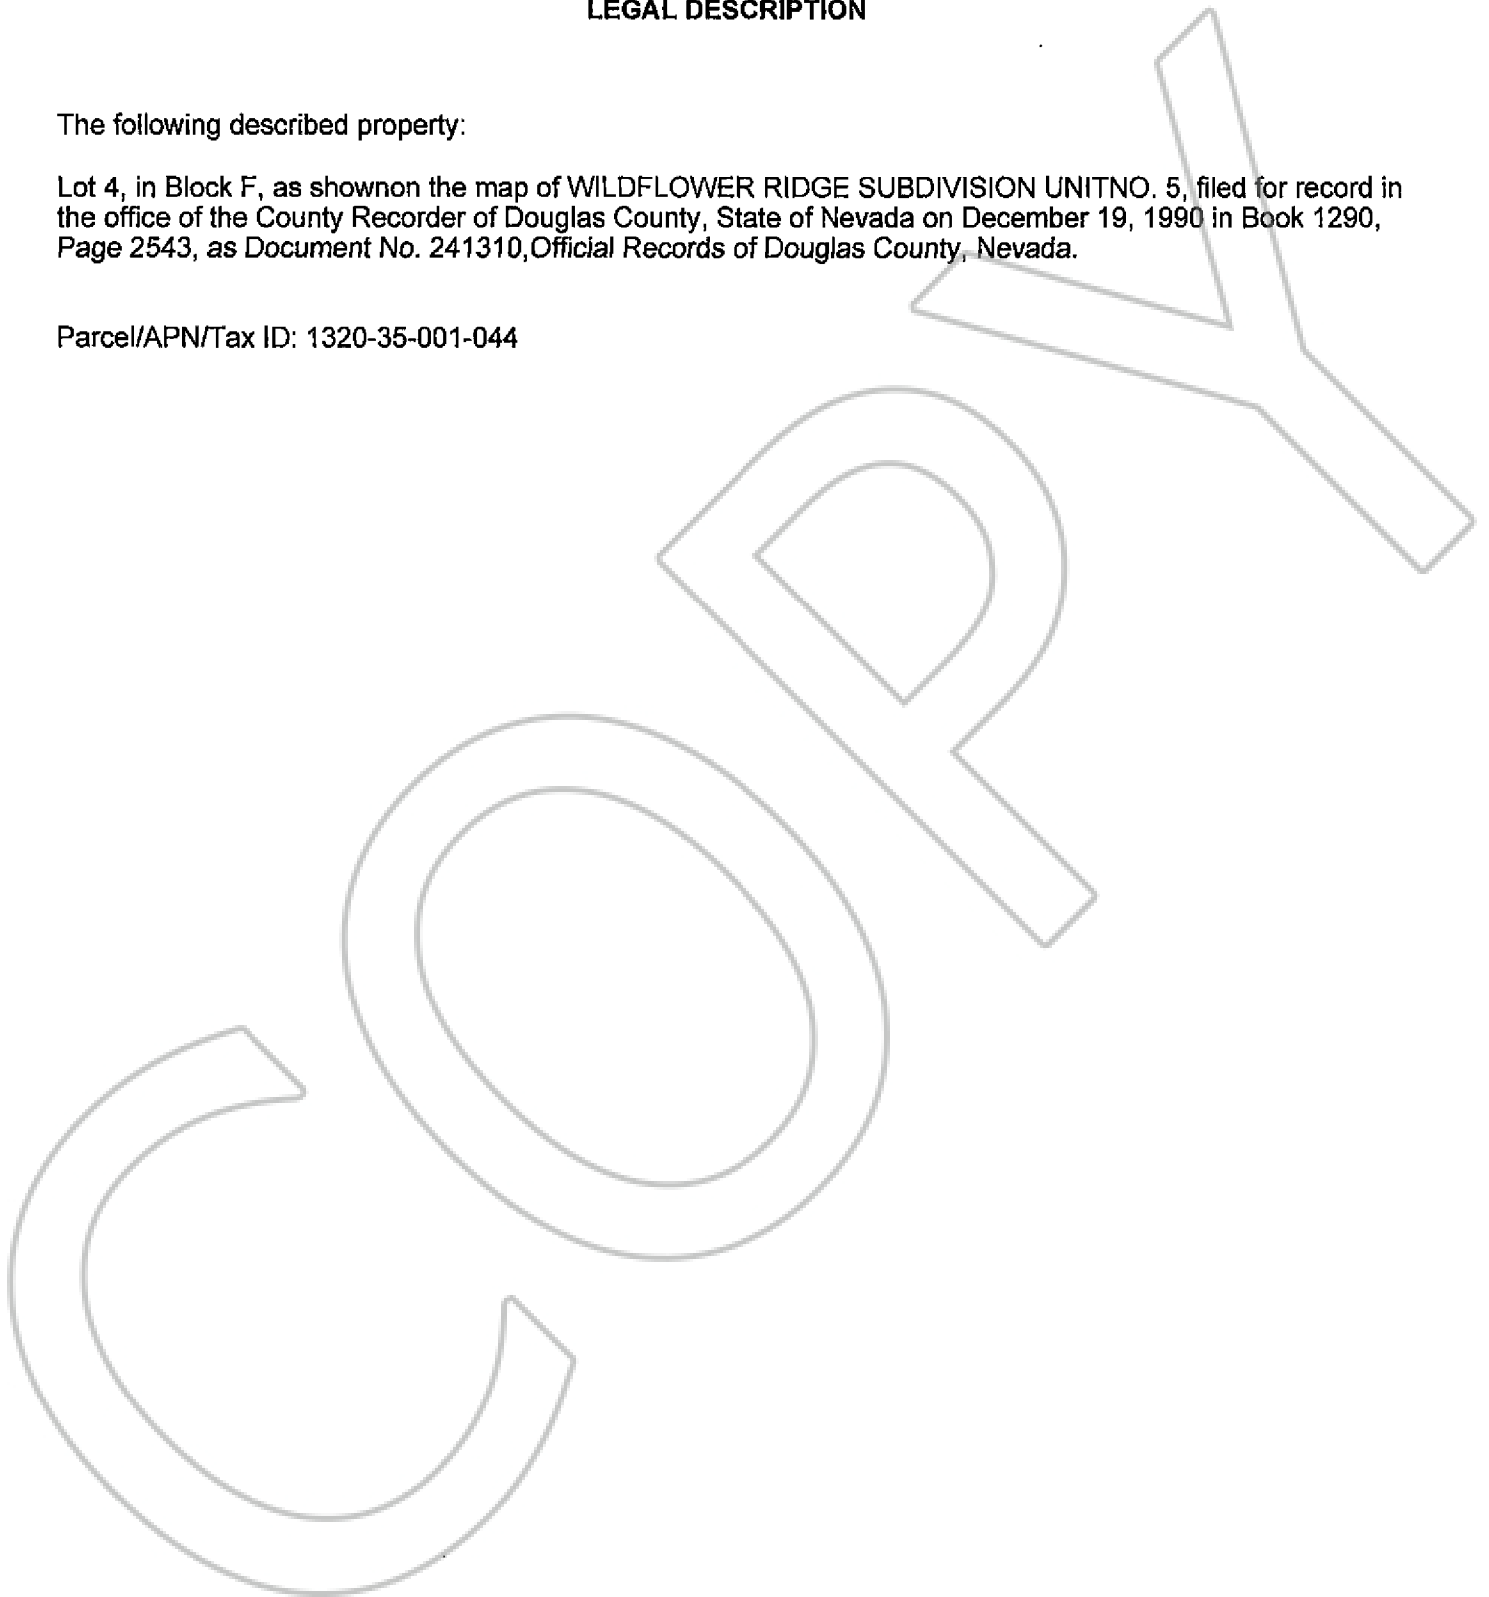 LEGAL DESCRIPTION
The following described property:
Lot 4, in Block F, as shownon the map of WILDFLOWER RIDGE SUBDIVISION UNITNO. 5, filed for record in
the office of the County Recorder of Douglas County, State of Nevada on December 19, 1990 in Book 1290,
Page 2543, as Document No. 241310,Official Records of Douglas County, Nevada.
Parcel/APN/Tax ID: 1320-35-001-044
COPY